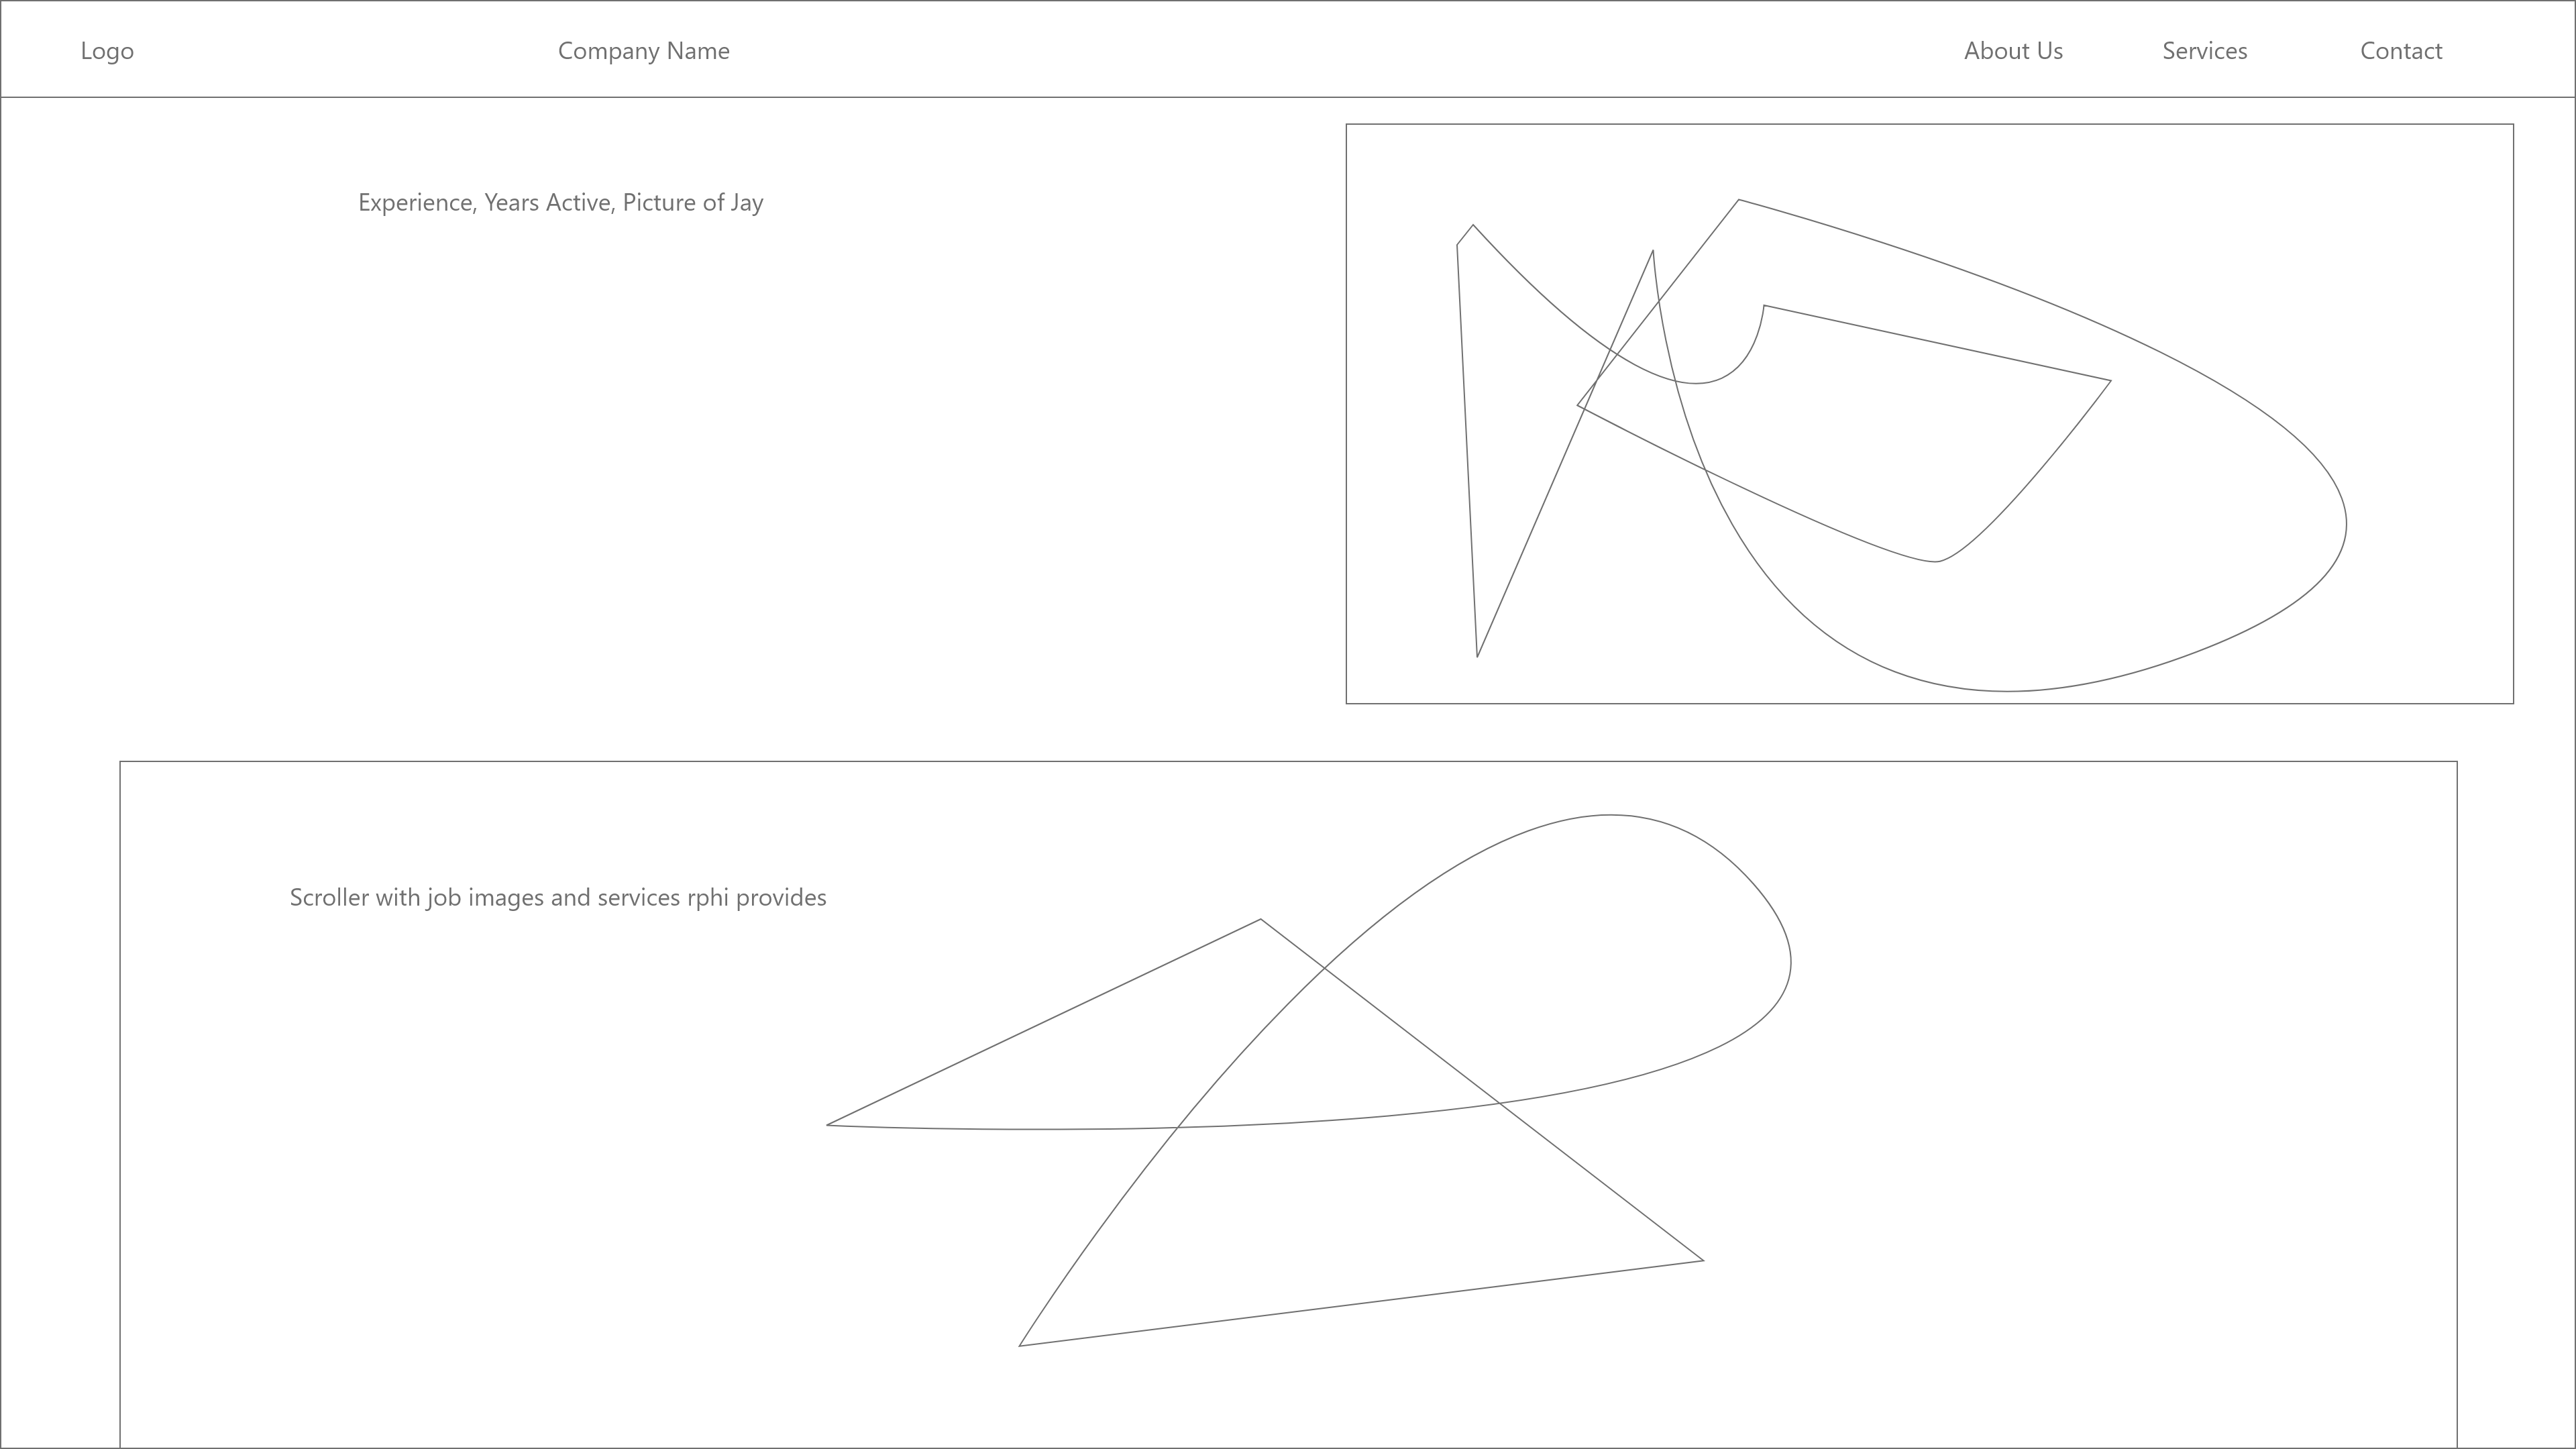 Logo
Company Name
About Us
Services
Contact
Experience, Years Active, Picture of Jay
Scroller with job images and services rphi provides